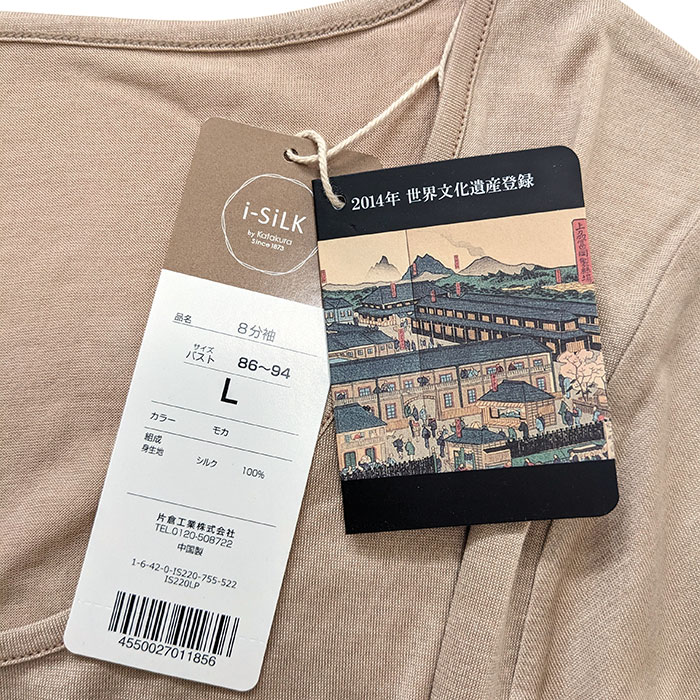 i-SiLK
by Katakura
Since 1873
品名
8分袖
サイズ
バスト 86～94
L
カラー モカ
組成
身生地 シルク 100%
片倉工業株式会社
TEL.0120-508722
中国製
1-6-42-0-IS220-755-522
IS220LP
4550027011856
2014年 世界文化遺産登録